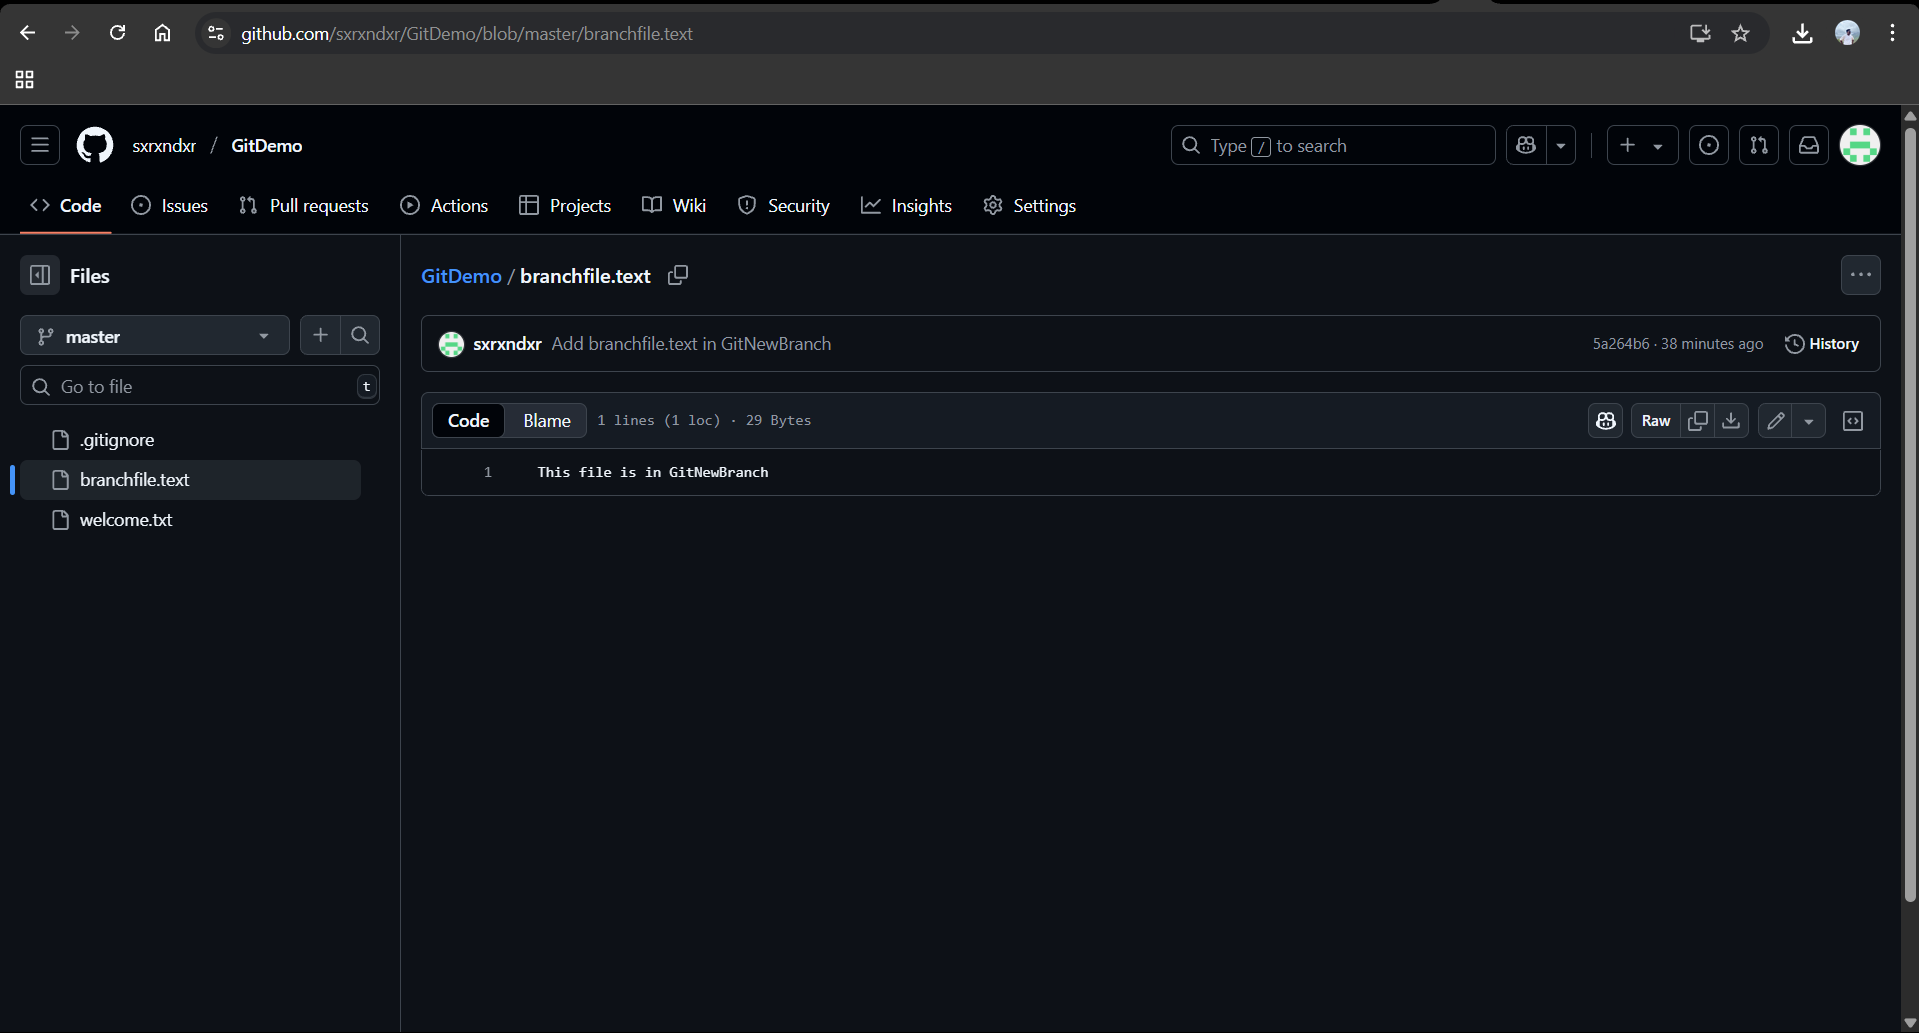 github.com/sxrxndxr/GitDemo/blob/master/branchfile.text
sxrxndxr / GitDemo
Type / to search
Code
Issues
Pull requests
Actions
Projects
Wiki
Security
Insights
Settings
Files
master
Go to file
t
.gitignore
branchfile.text
welcome.txt
GitDemo / branchfile.text
sxrxndxr Add branchfile.text in GitNewBranch
5a264b6 · 38 minutes ago
History
Code
Blame
1 lines (1 loc) · 29 Bytes
Raw
1 This file is in GitNewBranch